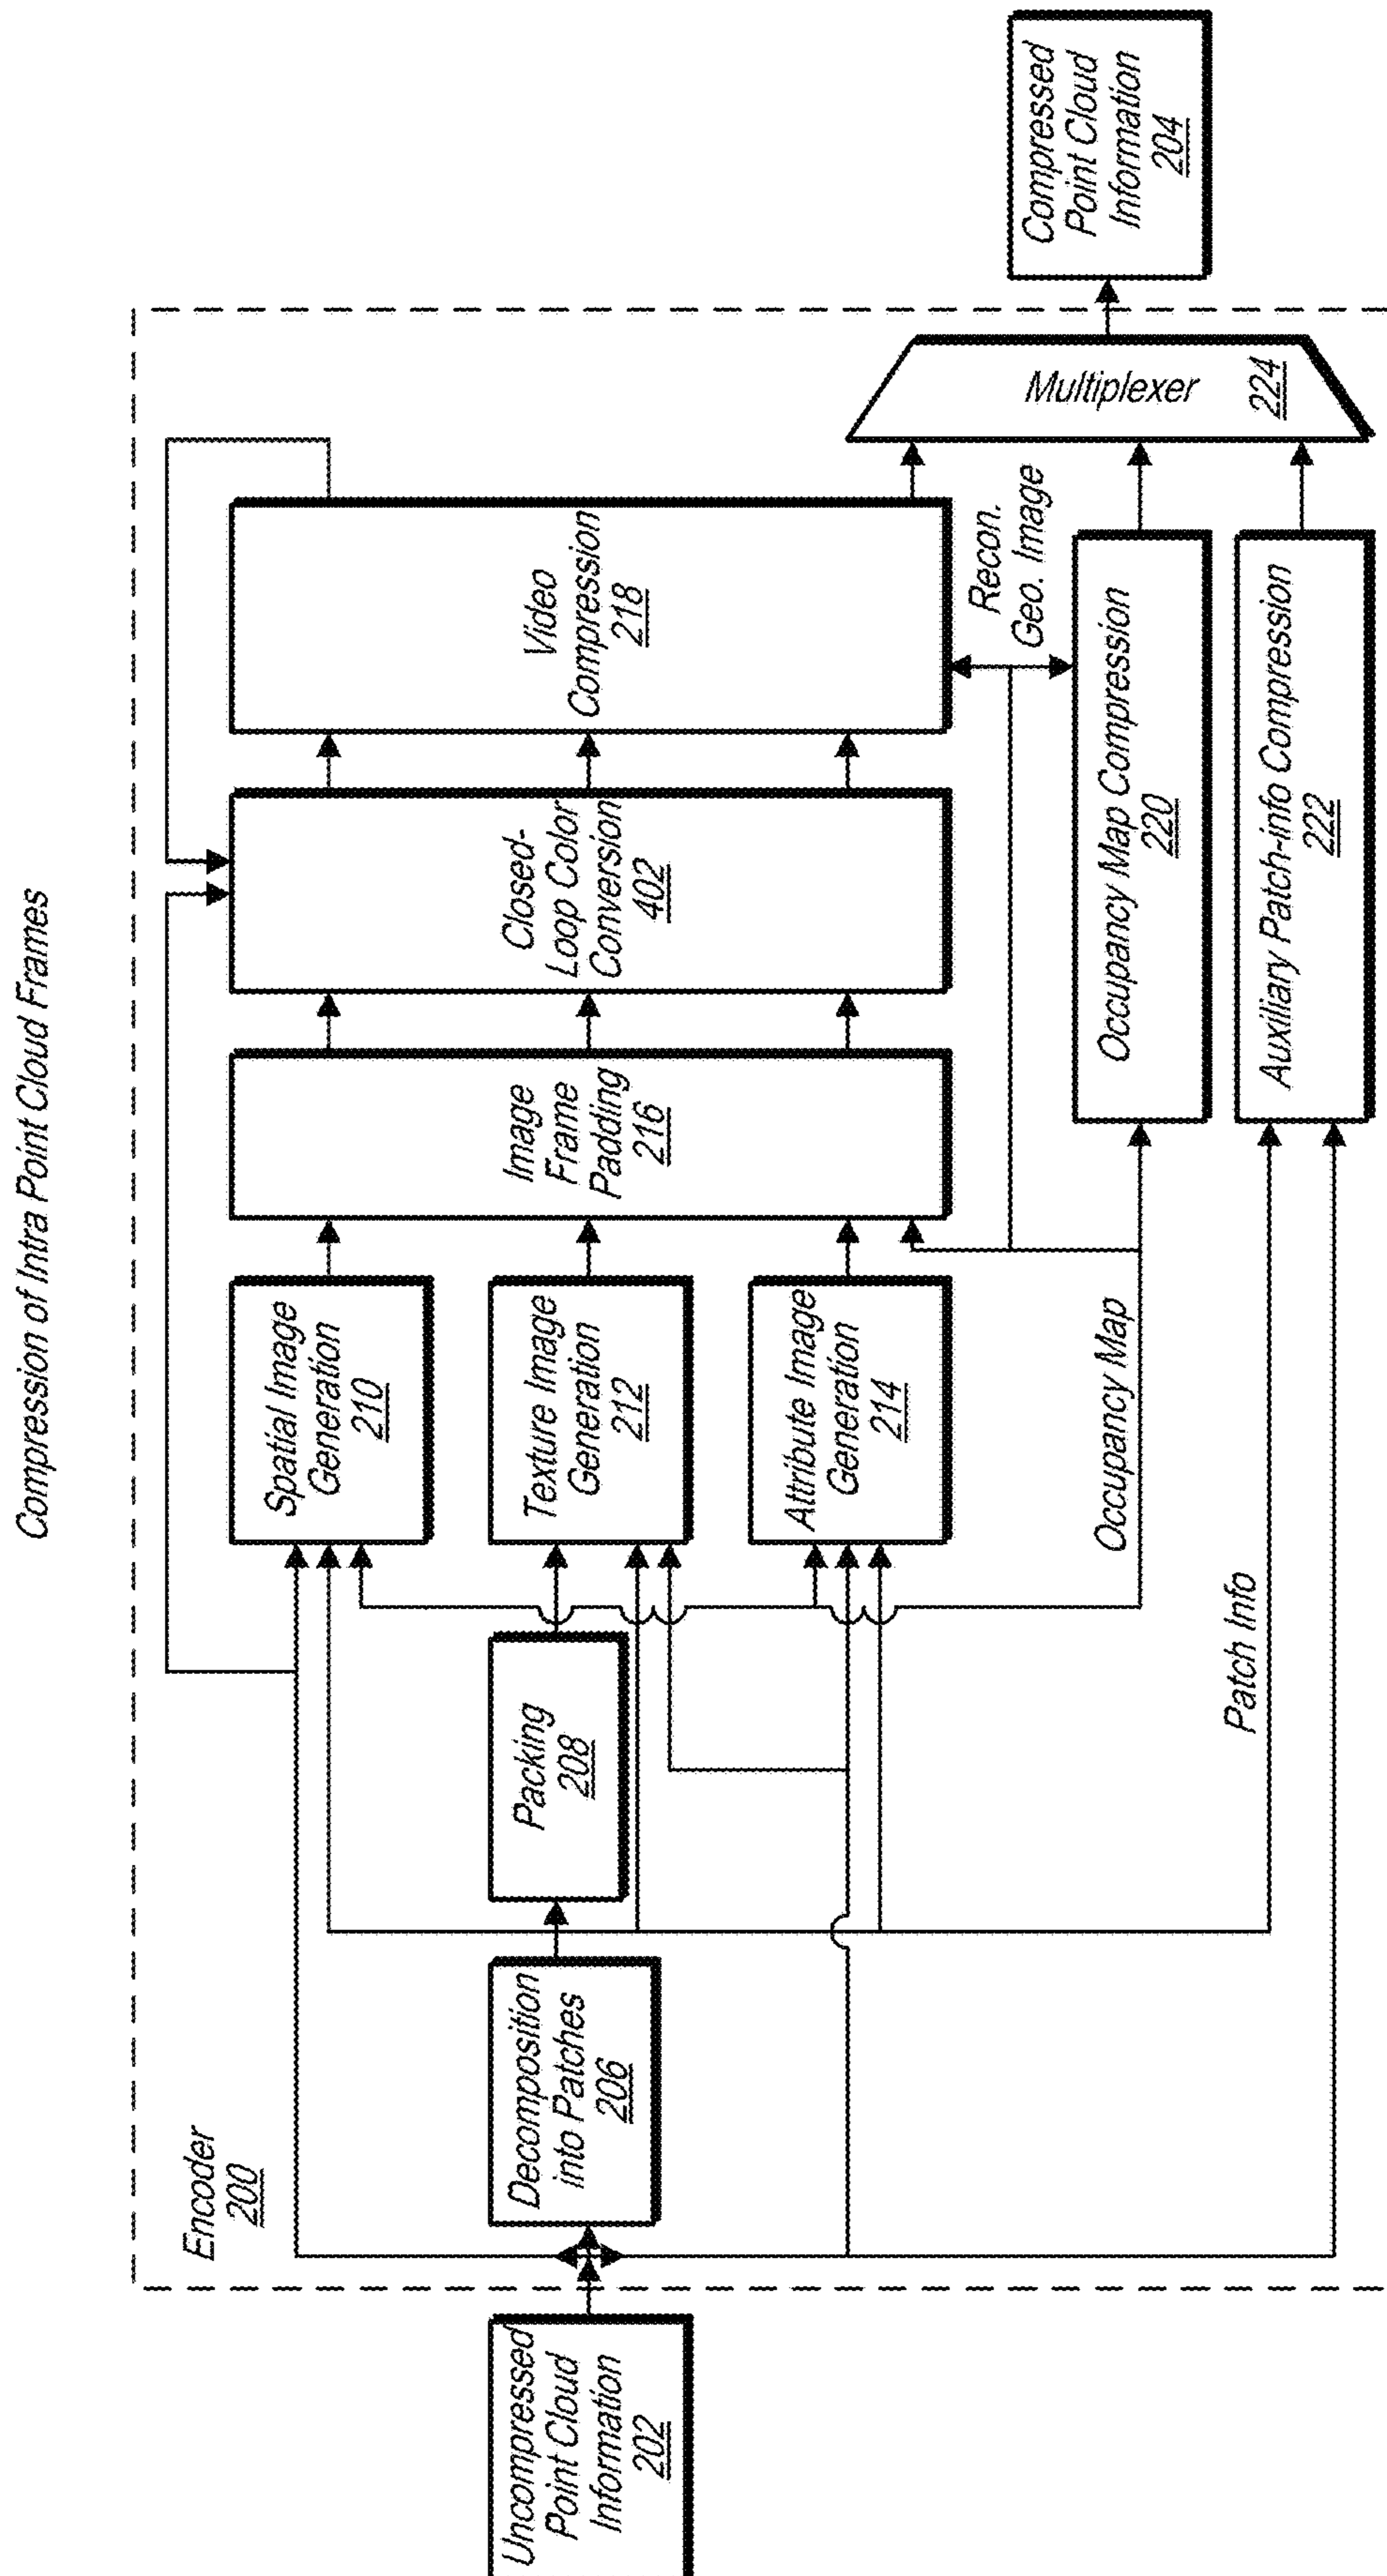 Compression of Intra Point Cloud Frames
Encoder
200
Uncompressed
Point Cloud
Information
202
Decomposition
into Patches
206
Packing
208
Spatial Image
Generation
210
Texture Image
Generation
212
Attribute Image
Generation
214
Image
Frame
Padding
216
Closed-
Loop Color
Conversion
402
Video
Compression
218
Recon.
Geo. Image
Occupancy Map
Occupancy Map Compression
220
Patch Info
Auxiliary Patch-info Compression
222
Multiplexer
224
Compressed
Point Cloud
Information
204